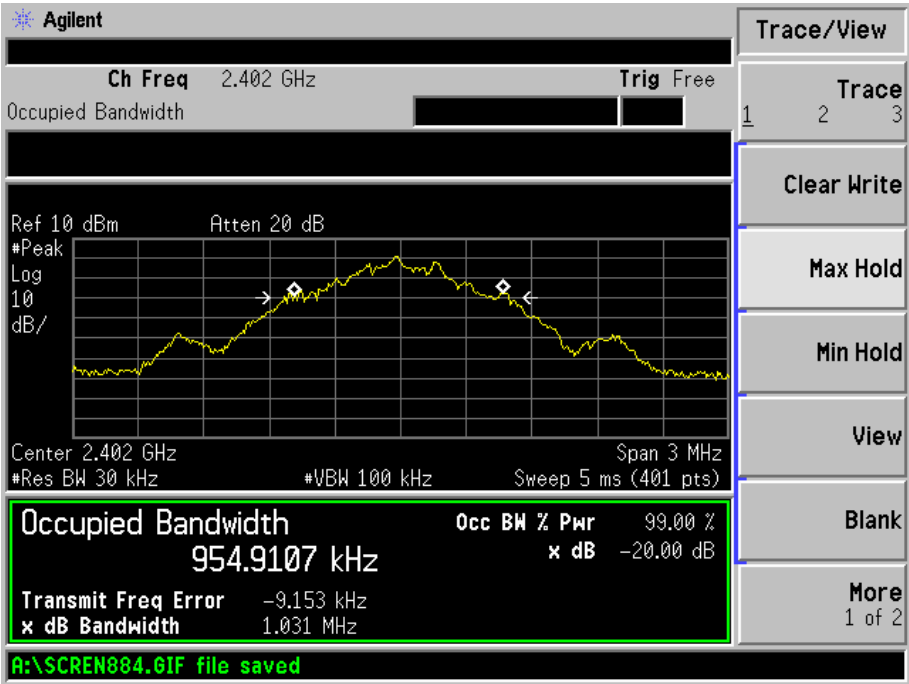 Agilent
Trace/View
Ch Freq 2.402 GHz Trig Free
Occupied Bandwidth
Trace
1 2 3
Clear Write
Max Hold
Min Hold
View
Blank
More
1 of 2
Ref 10 dBm Atten 20 dB
#Peak
Log
10
dB/
Center 2.402 GHz Span 3 MHz
#Res BW 30 kHz #VBW 100 kHz Sweep 5 ms (401 pts)
Occupied Bandwidth Occ BW % Pwr 99.00 %
954.9107 kHz x dB -20.00 dB
Transmit Freq Error -9.153 kHz
x dB Bandwidth 1.031 MHz
A:\SCREN884.GIF file saved